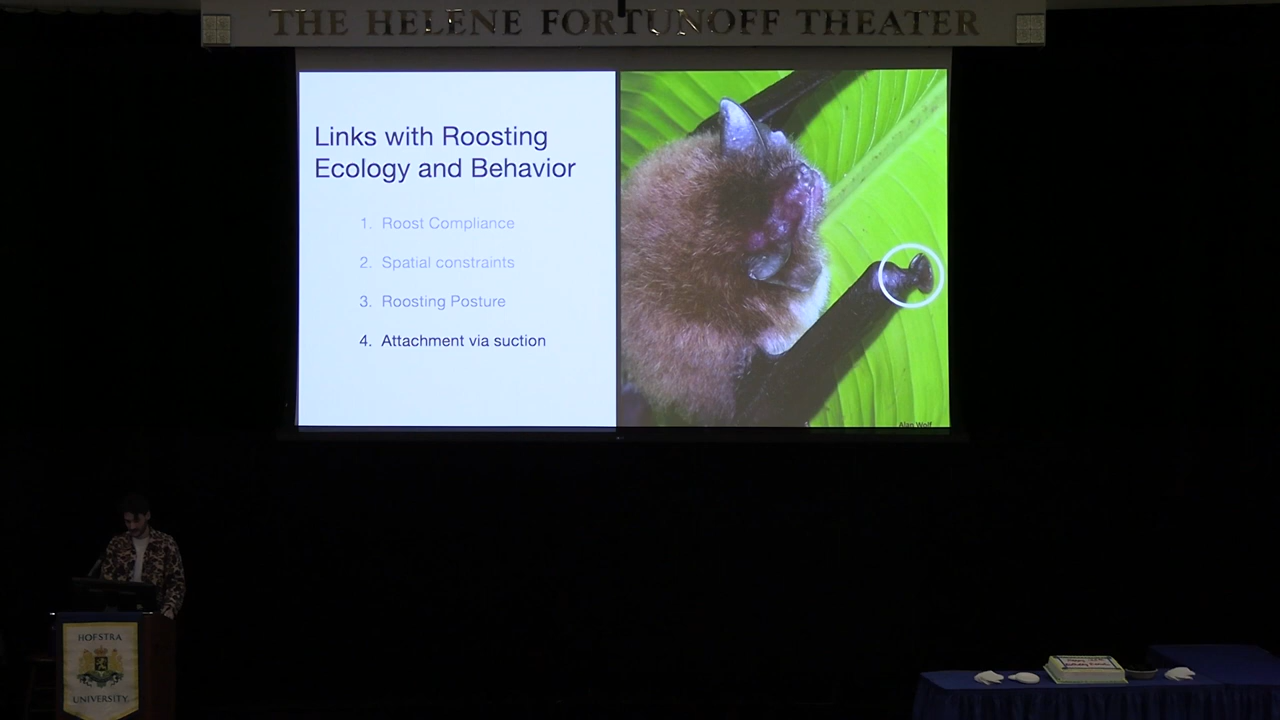 THE HELENE FORTUNOFF THEATER
Links with Roosting
Ecology and Behavior
1. Roost Compliance
2. Spatial constraints
3. Roosting Posture
4. Attachment via suction
Alan Wolf
HOFSTRA
UNIVERSITY